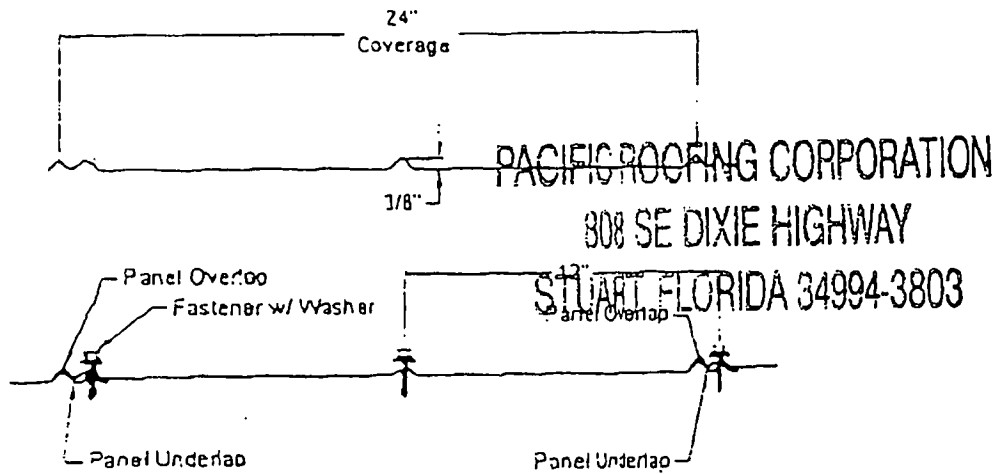 24"
Coverage
PACIFIC ROOFING CORPORATION
3/8"
808 SE DIXIE HIGHWAY
12"
Panel Overlap
STUART, FLORIDA 34994-3803
Fastener w/ Washer
Panel Overlap
Panel Underlap
Panel Underlap